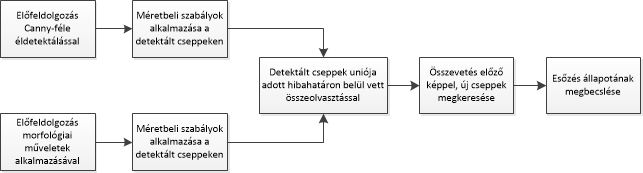 Előfeldolgozás
Canny-féle
éldetektálással
Méretbeli szabályok
alkalmazása a
detektált cseppeken
Előfeldolgozás
morfológiai
műveletek
alkalmazásával
Méretbeli szabályok
alkalmazása a
detektált cseppeken
Detektált cseppek uniója
adott hibahatáron belül vett
összeolvasztással
Összevetés előző
képpel, új cseppek
megkeresése
Esőzés állapotának
megbecslése